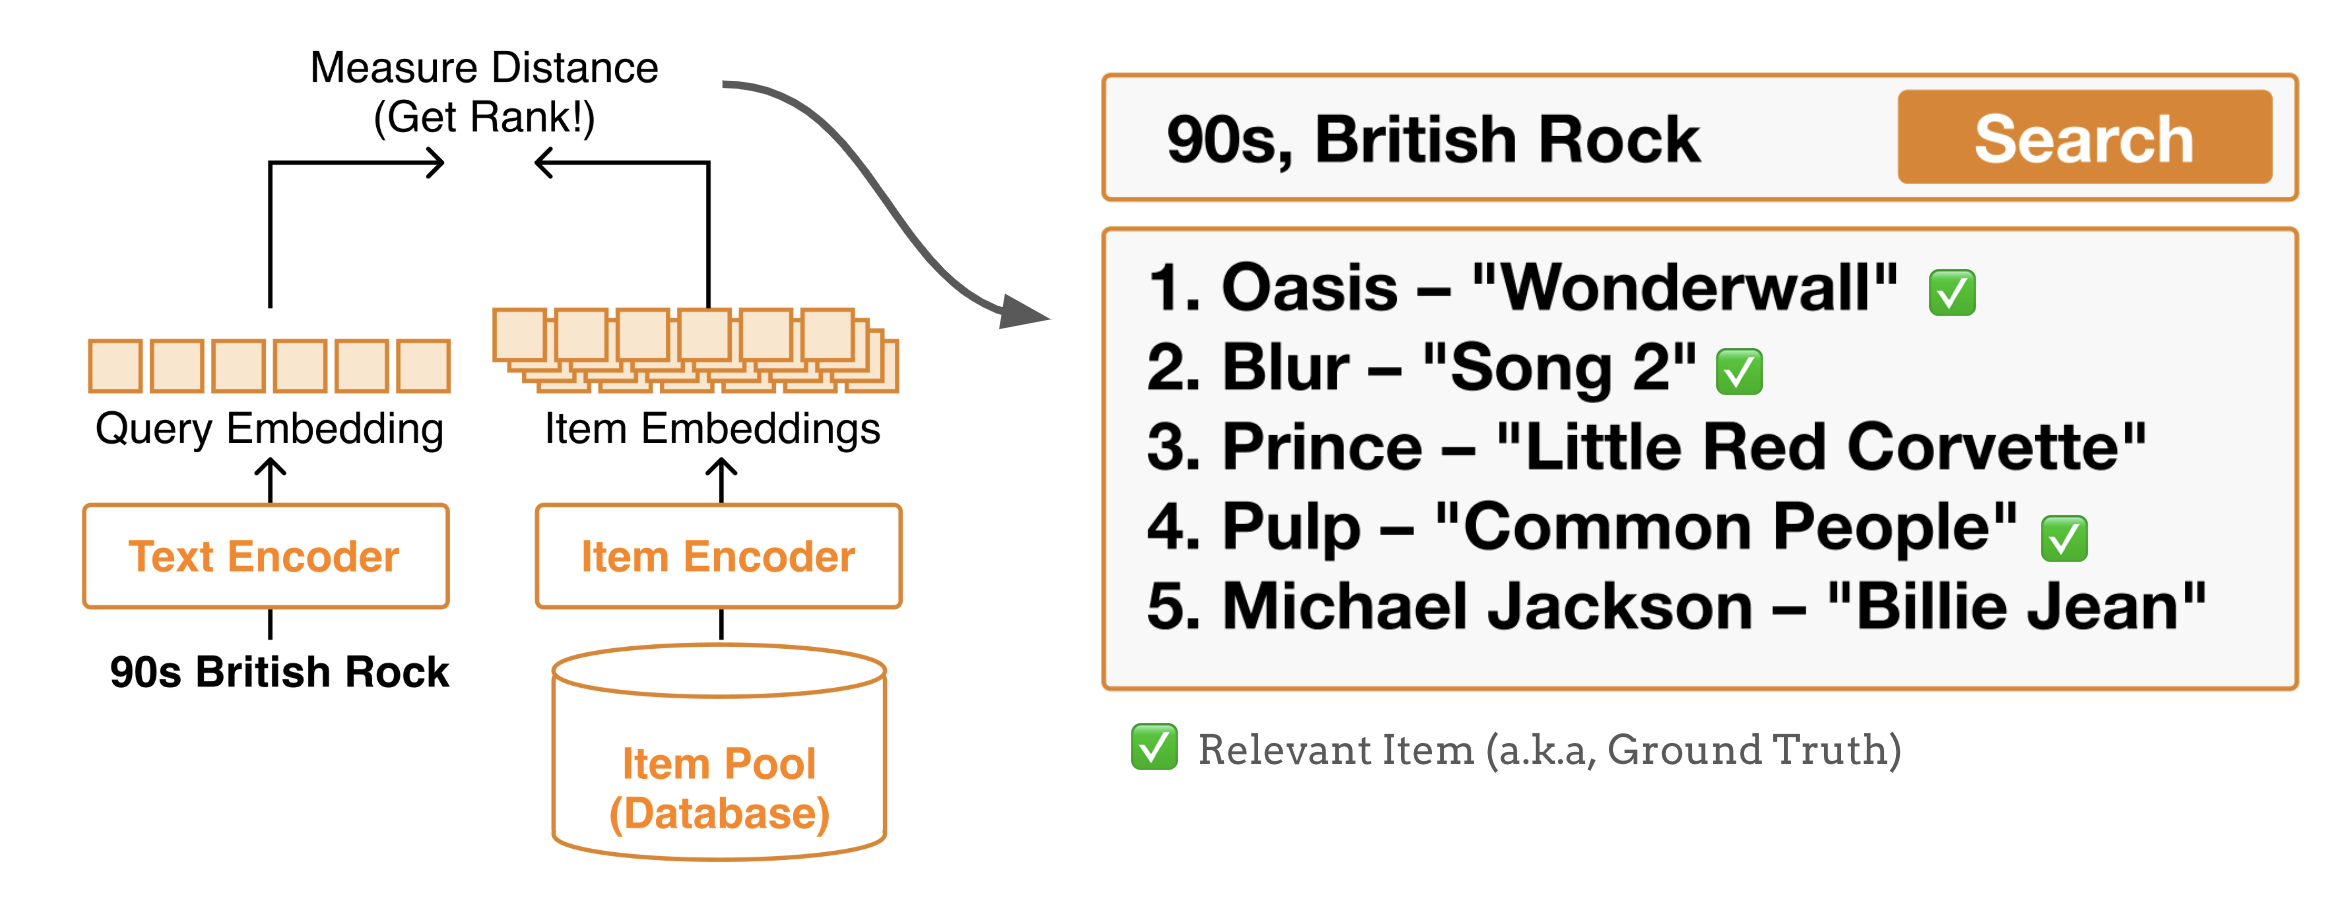 Measure Distance
(Get Rank!)
Query Embedding
Item Embeddings
Text Encoder
Item Encoder
90s British Rock
Item Pool
(Database)
90s, British Rock
Search
1. Oasis – "Wonderwall" ✅
2. Blur – "Song 2" ✅
3. Prince – "Little Red Corvette"
4. Pulp – "Common People" ✅
5. Michael Jackson – "Billie Jean"
✅ Relevant Item (a.k.a, Ground Truth)